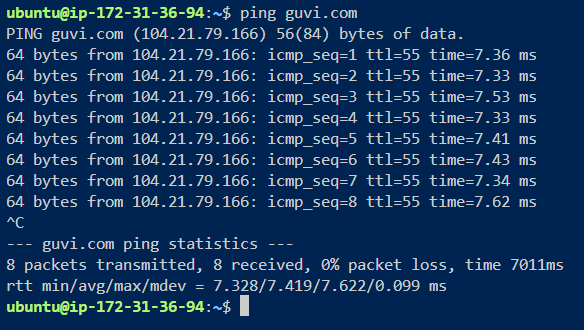 ubuntu@ip-172-31-36-94:~$ ping guvi.com
PING guvi.com (104.21.79.166) 56(84) bytes of data.
64 bytes from 104.21.79.166: icmp_seq=1 ttl=55 time=7.36 ms
64 bytes from 104.21.79.166: icmp_seq=2 ttl=55 time=7.33 ms
64 bytes from 104.21.79.166: icmp_seq=3 ttl=55 time=7.53 ms
64 bytes from 104.21.79.166: icmp_seq=4 ttl=55 time=7.33 ms
64 bytes from 104.21.79.166: icmp_seq=5 ttl=55 time=7.41 ms
64 bytes from 104.21.79.166: icmp_seq=6 ttl=55 time=7.43 ms
64 bytes from 104.21.79.166: icmp_seq=7 ttl=55 time=7.34 ms
64 bytes from 104.21.79.166: icmp_seq=8 ttl=55 time=7.62 ms
^C
--- guvi.com ping statistics ---
8 packets transmitted, 8 received, 0% packet loss, time 7011ms
rtt min/avg/max/mdev = 7.328/7.419/7.622/0.099 ms
ubuntu@ip-172-31-36-94:~$